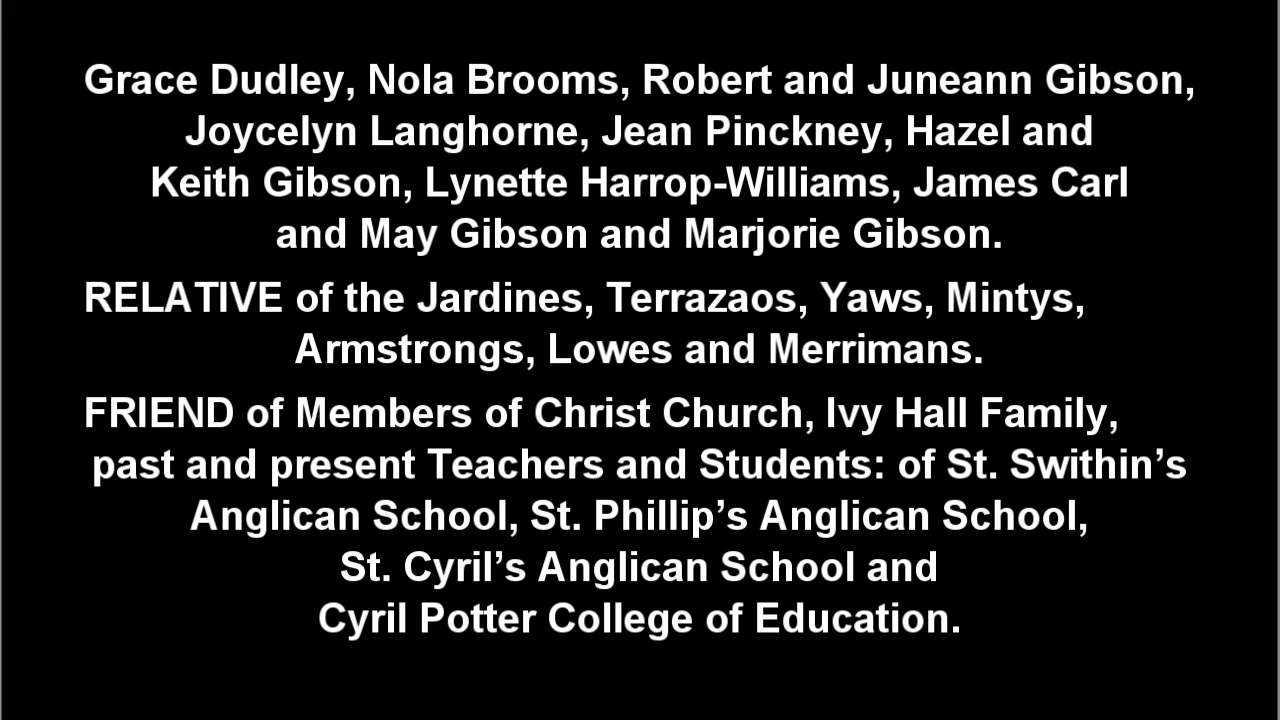 Grace Dudley, Nola Brooms, Robert and Juneann Gibson,
Joycelyn Langhorne, Jean Pinckney, Hazel and
Keith Gibson, Lynette Harrop-Williams, James Carl
and May Gibson and Marjorie Gibson.
RELATIVE of the Jardines, Terrazaos, Yaws, Mintys,
Armstrongs, Lowes and Merrimans.
FRIEND of Members of Christ Church, Ivy Hall Family,
past and present Teachers and Students: of St. Swithin’s
Anglican School, St. Phillip’s Anglican School,
St. Cyril’s Anglican School and
Cyril Potter College of Education.